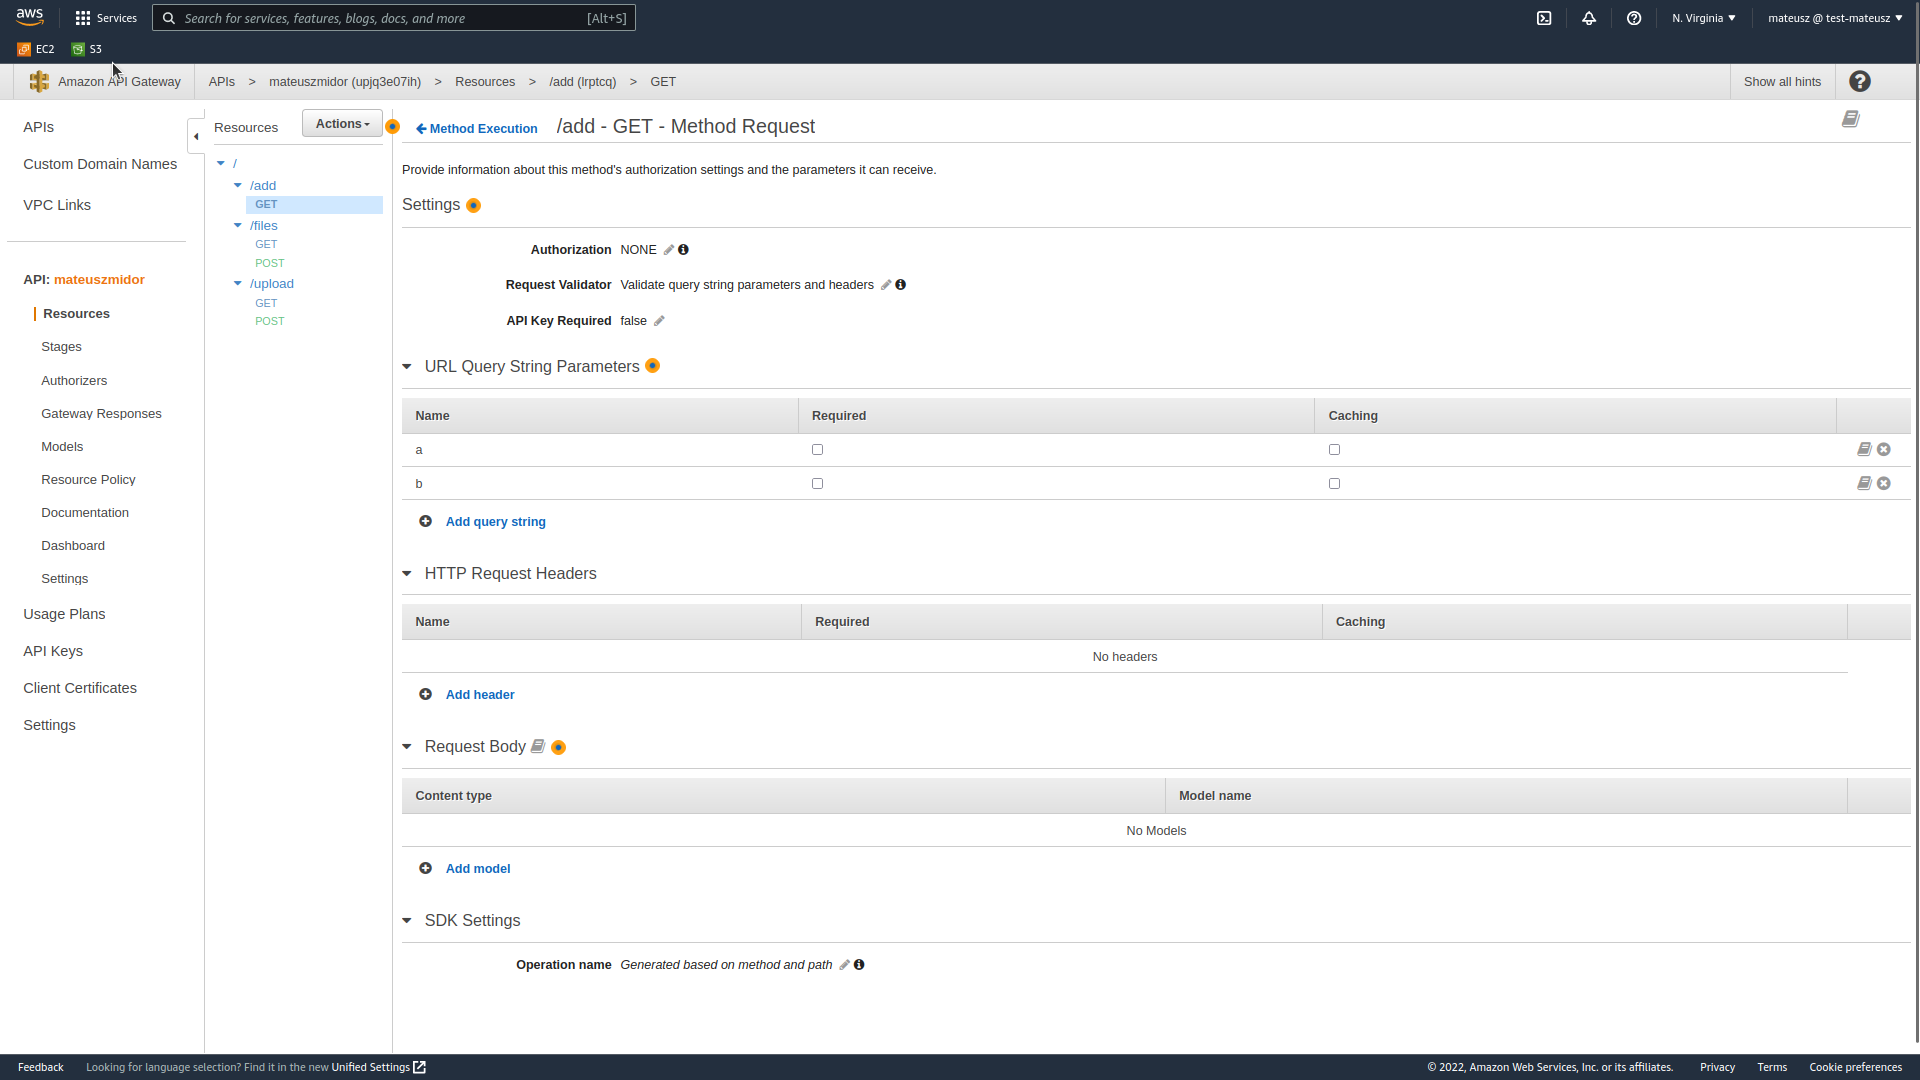 aws Services Search for services, features, blogs, docs, and more [Alt+S] N. Virginia mateusz @ test-mateusz
EC2 S3
Amazon API Gateway APIs > mateuszmidor (upjq3e07ih) > Resources > /add (lrptcq) > GET Show all hints
APIs
Custom Domain Names
VPC Links
API: mateuszmidor
Resources
Stages
Authorizers
Gateway Responses
Models
Resource Policy
Documentation
Dashboard
Settings
Usage Plans
API Keys
Client Certificates
Settings
Resources Actions
/
/add
GET
/files
GET
POST
/upload
GET
POST
Method Execution /add - GET - Method Request
Provide information about this method's authorization settings and the parameters it can receive.
Settings
Authorization NONE
Request Validator Validate query string parameters and headers
API Key Required false
URL Query String Parameters
Name Required Caching
a
b
Add query string
HTTP Request Headers
Name Required Caching
No headers
Add header
Request Body
Content type Model name
No Models
Add model
SDK Settings
Operation name Generated based on method and path
Feedback Looking for language selection? Find it in the new Unified Settings © 2022, Amazon Web Services, Inc. or its affiliates. Privacy Terms Cookie preferences